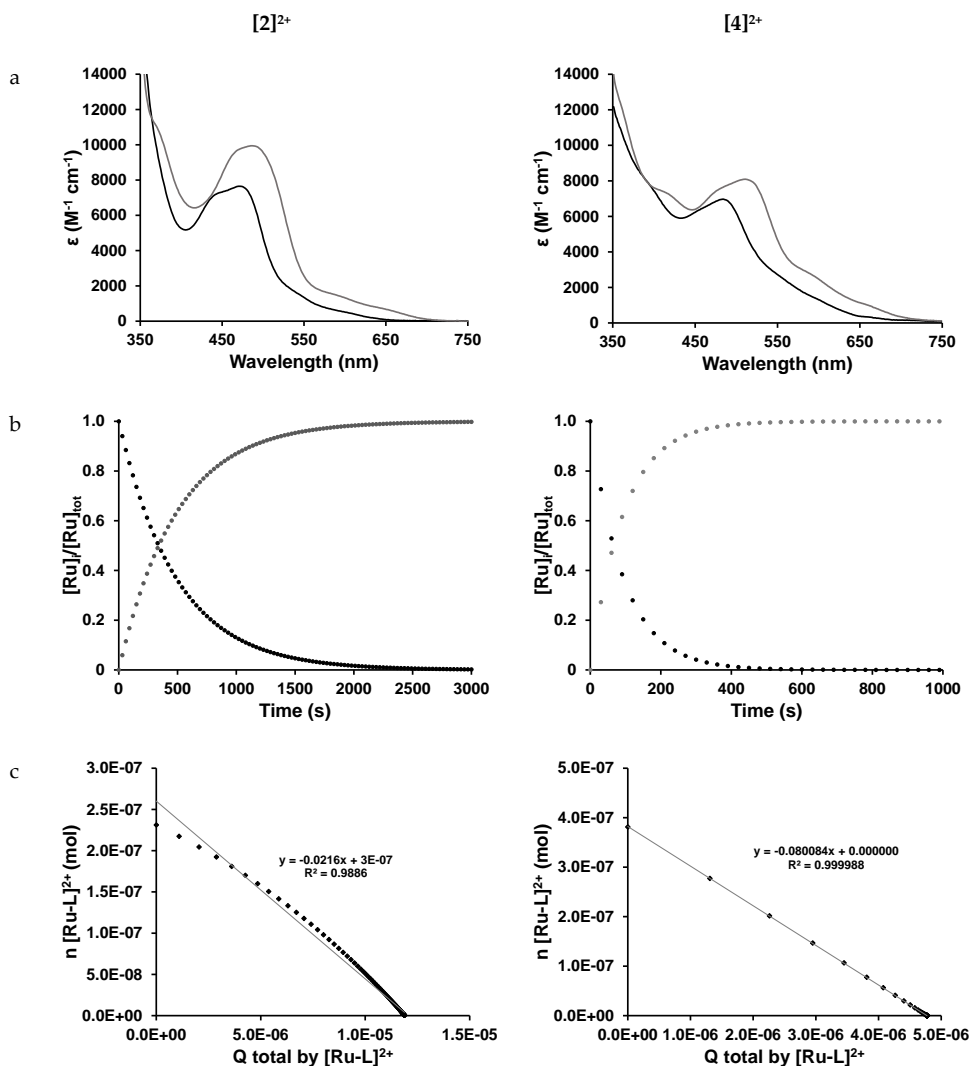 [2]²⁺
[4]²⁺
a
14000
12000
10000
8000
6000
4000
2000
0
ε (M⁻¹ cm⁻¹)
350 450 550 650 750
Wavelength (nm)
14000
12000
10000
8000
6000
4000
2000
0
ε (M⁻¹ cm⁻¹)
350 450 550 650 750
Wavelength (nm)
b
1.0
0.8
0.6
0.4
0.2
0
[Ru]ᵢ/[Ru]tot
0 500 1000 1500 2000 2500 3000
Time (s)
1.0
0.8
0.6
0.4
0.2
0
[Ru]ᵢ/[Ru]tot
0 200 400 600 800 1000
Time (s)
c
3.0E-07
2.5E-07
2.0E-07
1.5E-07
1.0E-07
5.0E-08
0.0E+00
n [Ru-L]²⁺ (mol)
y = -0.0216x + 3E-07
R² = 0.9886
0.0E+00 5.0E-06 1.0E-05 1.5E-05
Q total by [Ru-L]²⁺
5.0E-07
4.0E-07
3.0E-07
2.0E-07
1.0E-07
0.0E+00
n [Ru-L]²⁺ (mol)
y = -0.080084x + 0.000000
R² = 0.999988
0.0E+00 1.0E-06 2.0E-06 3.0E-06 4.0E-06 5.0E-06
Q total by [Ru-L]²⁺